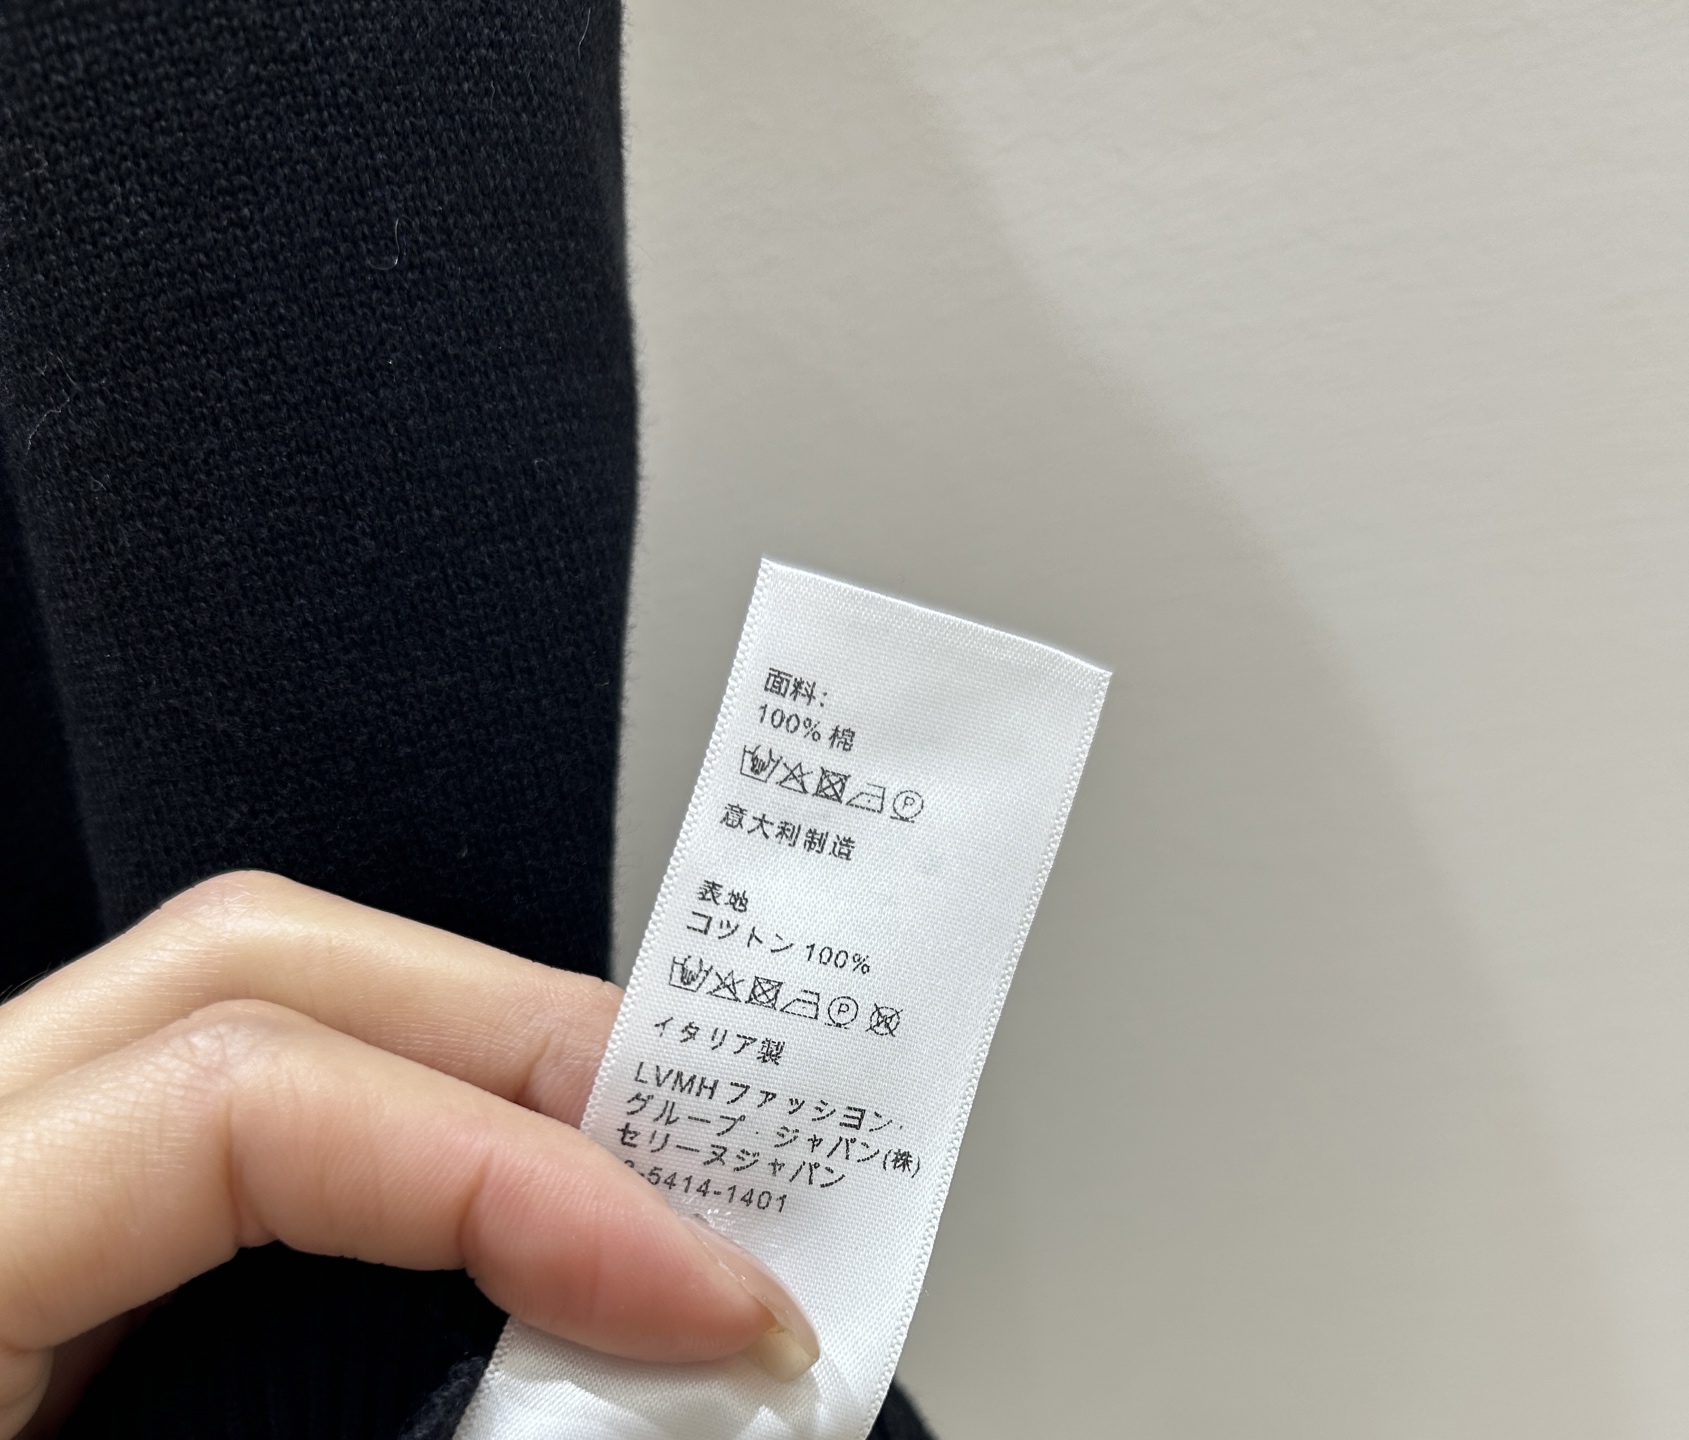 面料:
100% 棉
P
意大利制造
表地
コットン 100%
P W
イタリア製
LVMH ファッション.
グループ . ジャパン(株)
セリーヌジャパン
-5414-1401